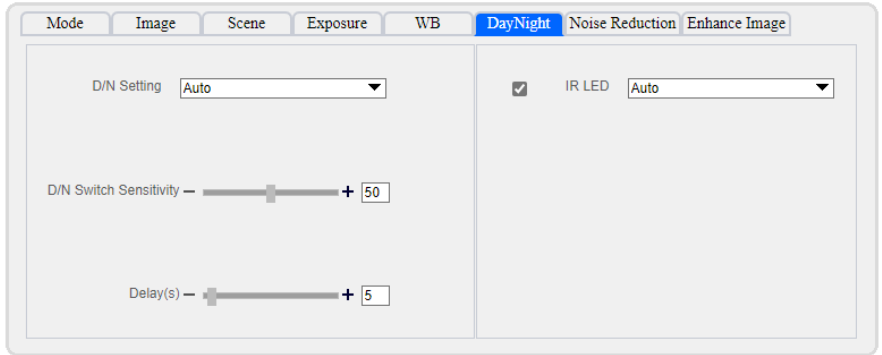 Mode Image Scene Exposure WB DayNight Noise Reduction Enhance Image
D/N Setting Auto
IR LED Auto
D/N Switch Sensitivity 50
Delay(s) 5